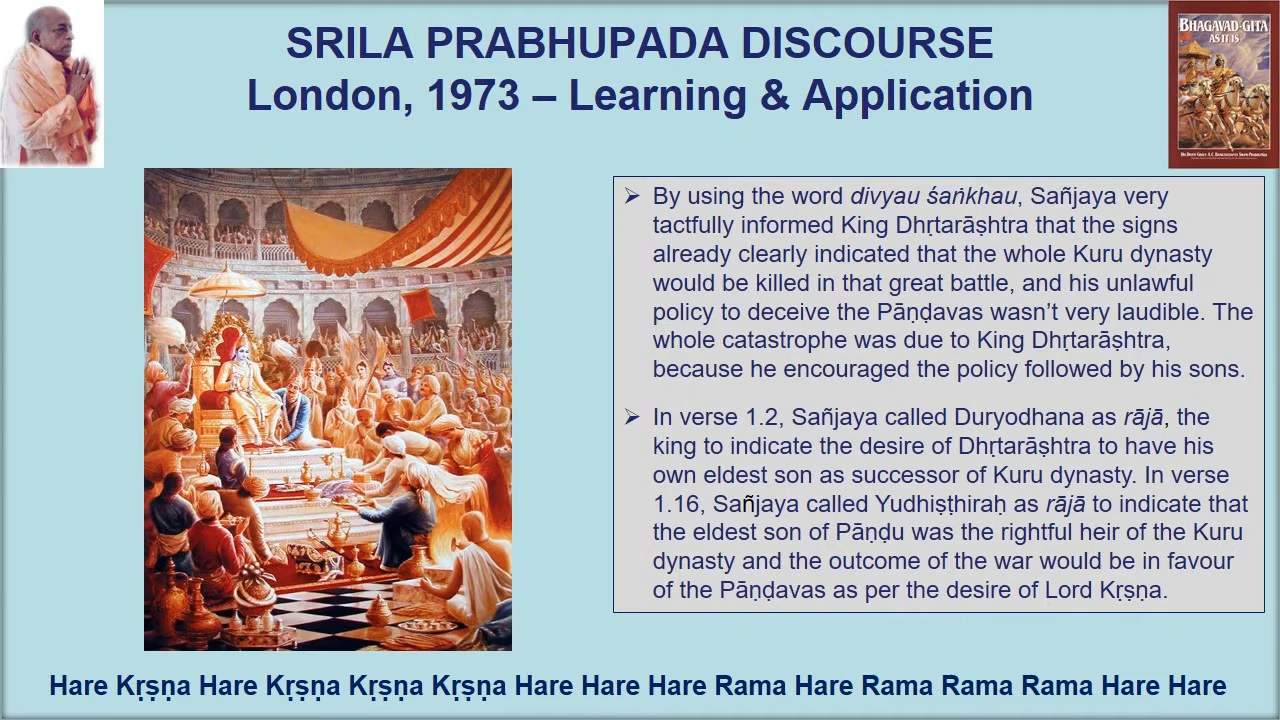 SRILA PRABHUPADA DISCOURSE
London, 1973 – Learning & Application
BHAGAVAD-GITA
AS IT IS
HIS DIVINE GRACE A.C. BHAKTIVEDANTA SWAMI PRABHUPADA
➢ By using the word divyau śaṅkhau, Sañjaya very
tactfully informed King Dhṛtarāṣhtra that the signs
already clearly indicated that the whole Kuru dynasty
would be killed in that great battle, and his unlawful
policy to deceive the Pāṇḍavas wasn’t very laudible. The
whole catastrophe was due to King Dhṛtarāṣhtra,
because he encouraged the policy followed by his sons.
➢ In verse 1.2, Sañjaya called Duryodhana as rājā, the
king to indicate the desire of Dhṛtarāṣhtra to have his
own eldest son as successor of Kuru dynasty. In verse
1.16, Sañjaya called Yudhiṣṭhiraḥ as rājā to indicate that
the eldest son of Pāṇḍu was the rightful heir of the Kuru
dynasty and the outcome of the war would be in favour
of the Pāṇḍavas as per the desire of Lord Kṛṣṇa.
Hare Kṛṣṇa Hare Kṛṣṇa Kṛṣṇa Kṛṣṇa Hare Hare Hare Rama Hare Rama Rama Rama Hare Hare